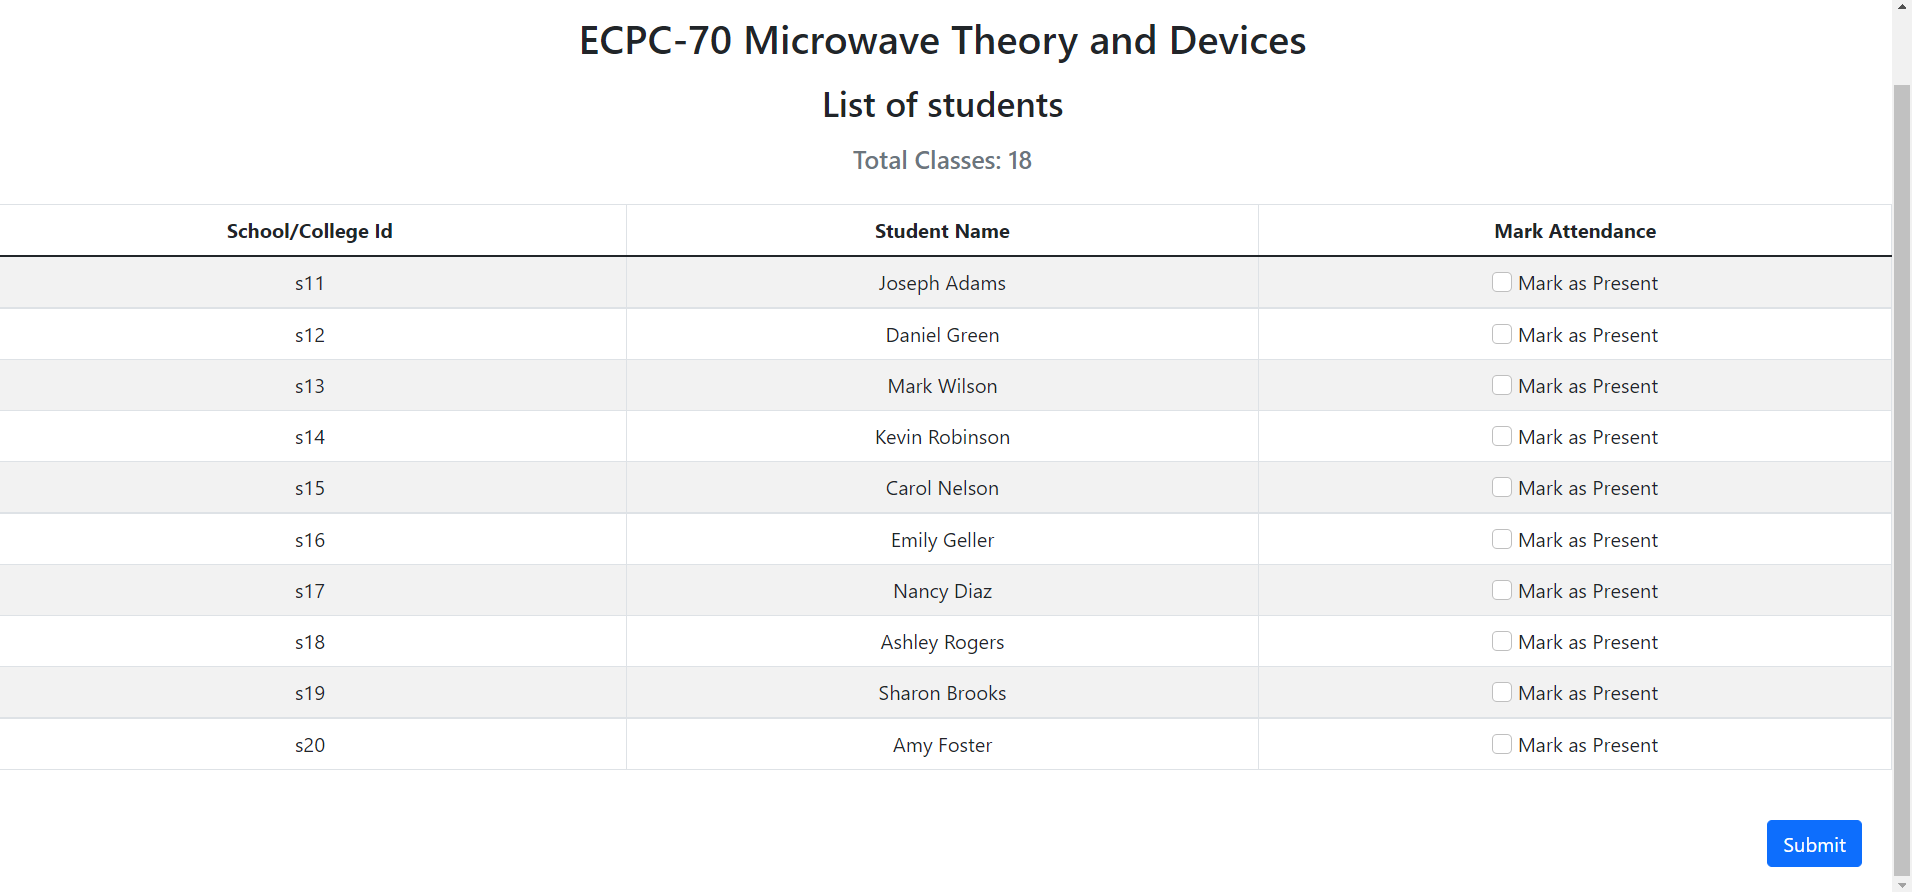 ECPC-70 Microwave Theory and Devices
List of students
Total Classes: 18
School/College Id Student Name Mark Attendance
s11 Joseph Adams Mark as Present
s12 Daniel Green Mark as Present
s13 Mark Wilson Mark as Present
s14 Kevin Robinson Mark as Present
s15 Carol Nelson Mark as Present
s16 Emily Geller Mark as Present
s17 Nancy Diaz Mark as Present
s18 Ashley Rogers Mark as Present
s19 Sharon Brooks Mark as Present
s20 Amy Foster Mark as Present
Submit